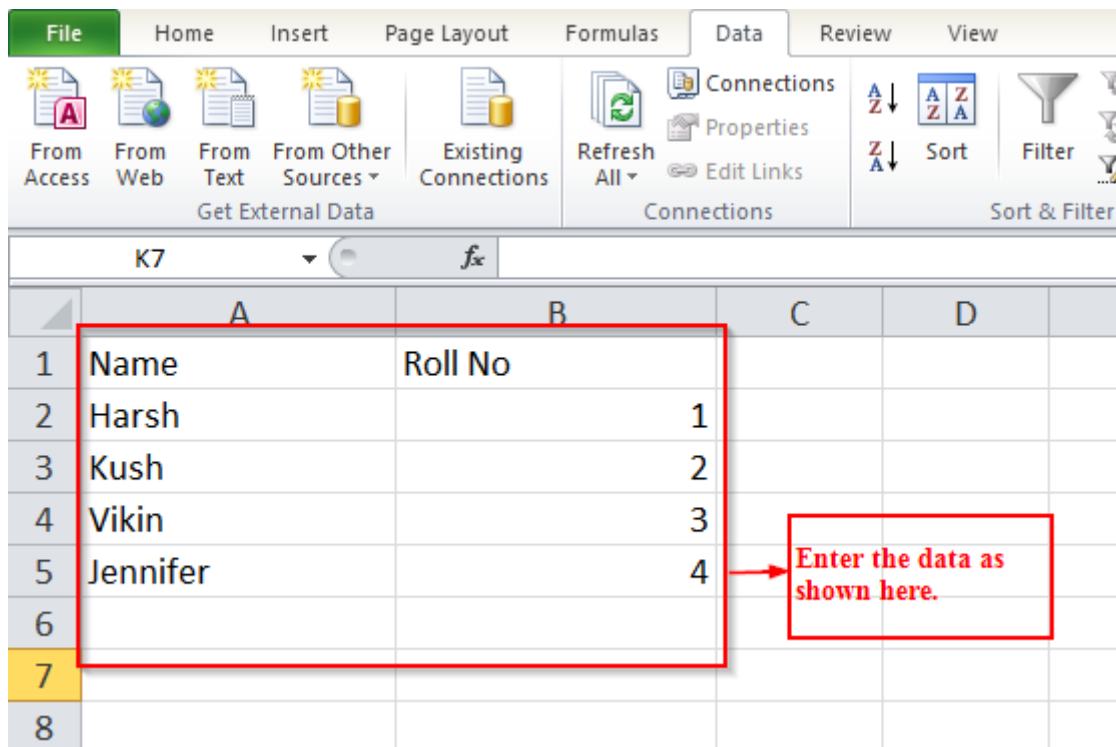 File Home Insert Page Layout Formulas Data Review View
From Access
From Web
From Text
From Other Sources
Existing Connections
Refresh All
Connections
Properties
Edit Links
A Z
Z A
A Z Z A
Sort
Filter
Get External Data
Connections
Sort & Filter
K7 fx
A B C D
1 Name Roll No
2 Harsh 1
3 Kush 2
4 Vikin 3
5 Jennifer 4
Enter the data as
shown here.
6
7
8